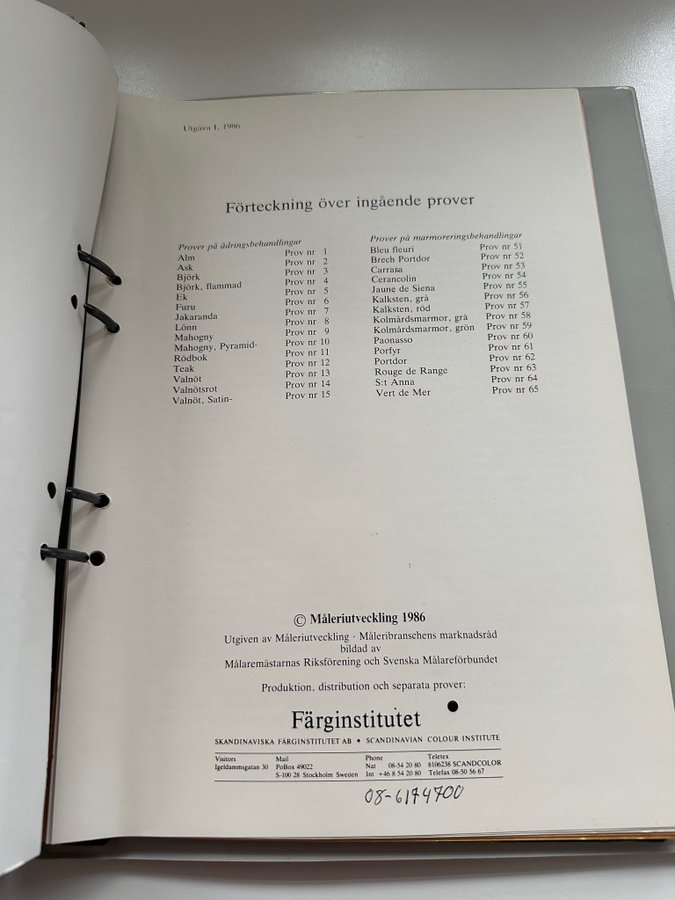 Utgåva 1, 1986.
Förteckning över ingående prover
Prover på ådringsbehandlingar
Alm Prov nr 1
Ask Prov nr 2
Björk Prov nr 3
Björk, flammad Prov nr 4
Ek Prov nr 5
Furu Prov nr 6
Jakaranda Prov nr 7
Lönn Prov nr 8
Mahogny Prov nr 9
Mahogny, Pyramid- Prov nr 10
Rödbok Prov nr 11
Teak Prov nr 12
Valnöt Prov nr 13
Valnötsrot Prov nr 14
Valnöt, Satin- Prov nr 15
Prover på marmoreringsbehandlingar
Bleu fleuri Prov nr 51
Brech Portdor Prov nr 52
Carrara Prov nr 53
Cerancolin Prov nr 54
Jaune de Siena Prov nr 55
Kalksten, grå Prov nr 56
Kalksten, röd Prov nr 57
Kolmårdsmarmor, grå Prov nr 58
Kolmårdsmarmor, grön Prov nr 59
Paonasso Prov nr 60
Porfyr Prov nr 61
Portdor Prov nr 62
Rouge de Range Prov nr 63
S:t Anna Prov nr 64
Vert de Mer Prov nr 65
© Måleriutveckling 1986
Utgiven av Måleriutveckling · Måleribranschens marknadsråd
bildad av
Målaremästarnas Riksförening och Svenska Målareförbundet
Produktion, distribution och separata prover:
Färginstitutet
SKANDINAVISKA FÄRGINSTITUTET AB • SCANDINAVIAN COLOUR INSTITUTE
Visitors Mail Phone Teletex
Igeldammsgatan 30 PoBox 49022 Nat 08-54 20 80 8106238 SCANDCOLOR
S-100 28 Stockholm Sweden Int +46 8 54 20 80 Telefax 08-50 56 67
08-6174700